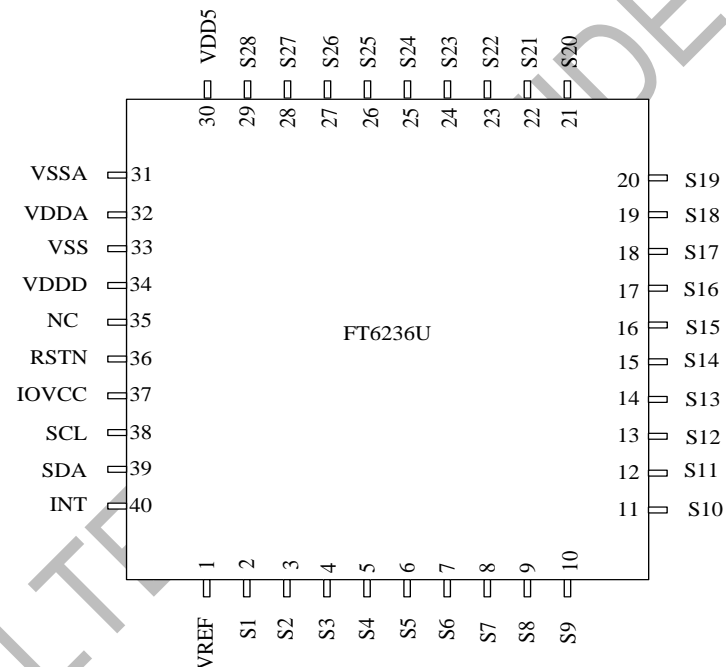 VDD5 S28 S27 S26 S25 S24 S23 S22 S21 S20
30 29 28 27 26 25 24 23 22 21
VSSA 31
VDDA 32
VSS 33
VDDD 34
NC 35
RSTN 36
IOVCC 37
SCL 38
SDA 39
INT 40
FT6236U
20 S19
19 S18
18 S17
17 S16
16 S15
15 S14
14 S13
13 S12
12 S11
11 S10
1 2 3 4 5 6 7 8 9 10
VREF S1 S2 S3 S4 S5 S6 S7 S8 S9